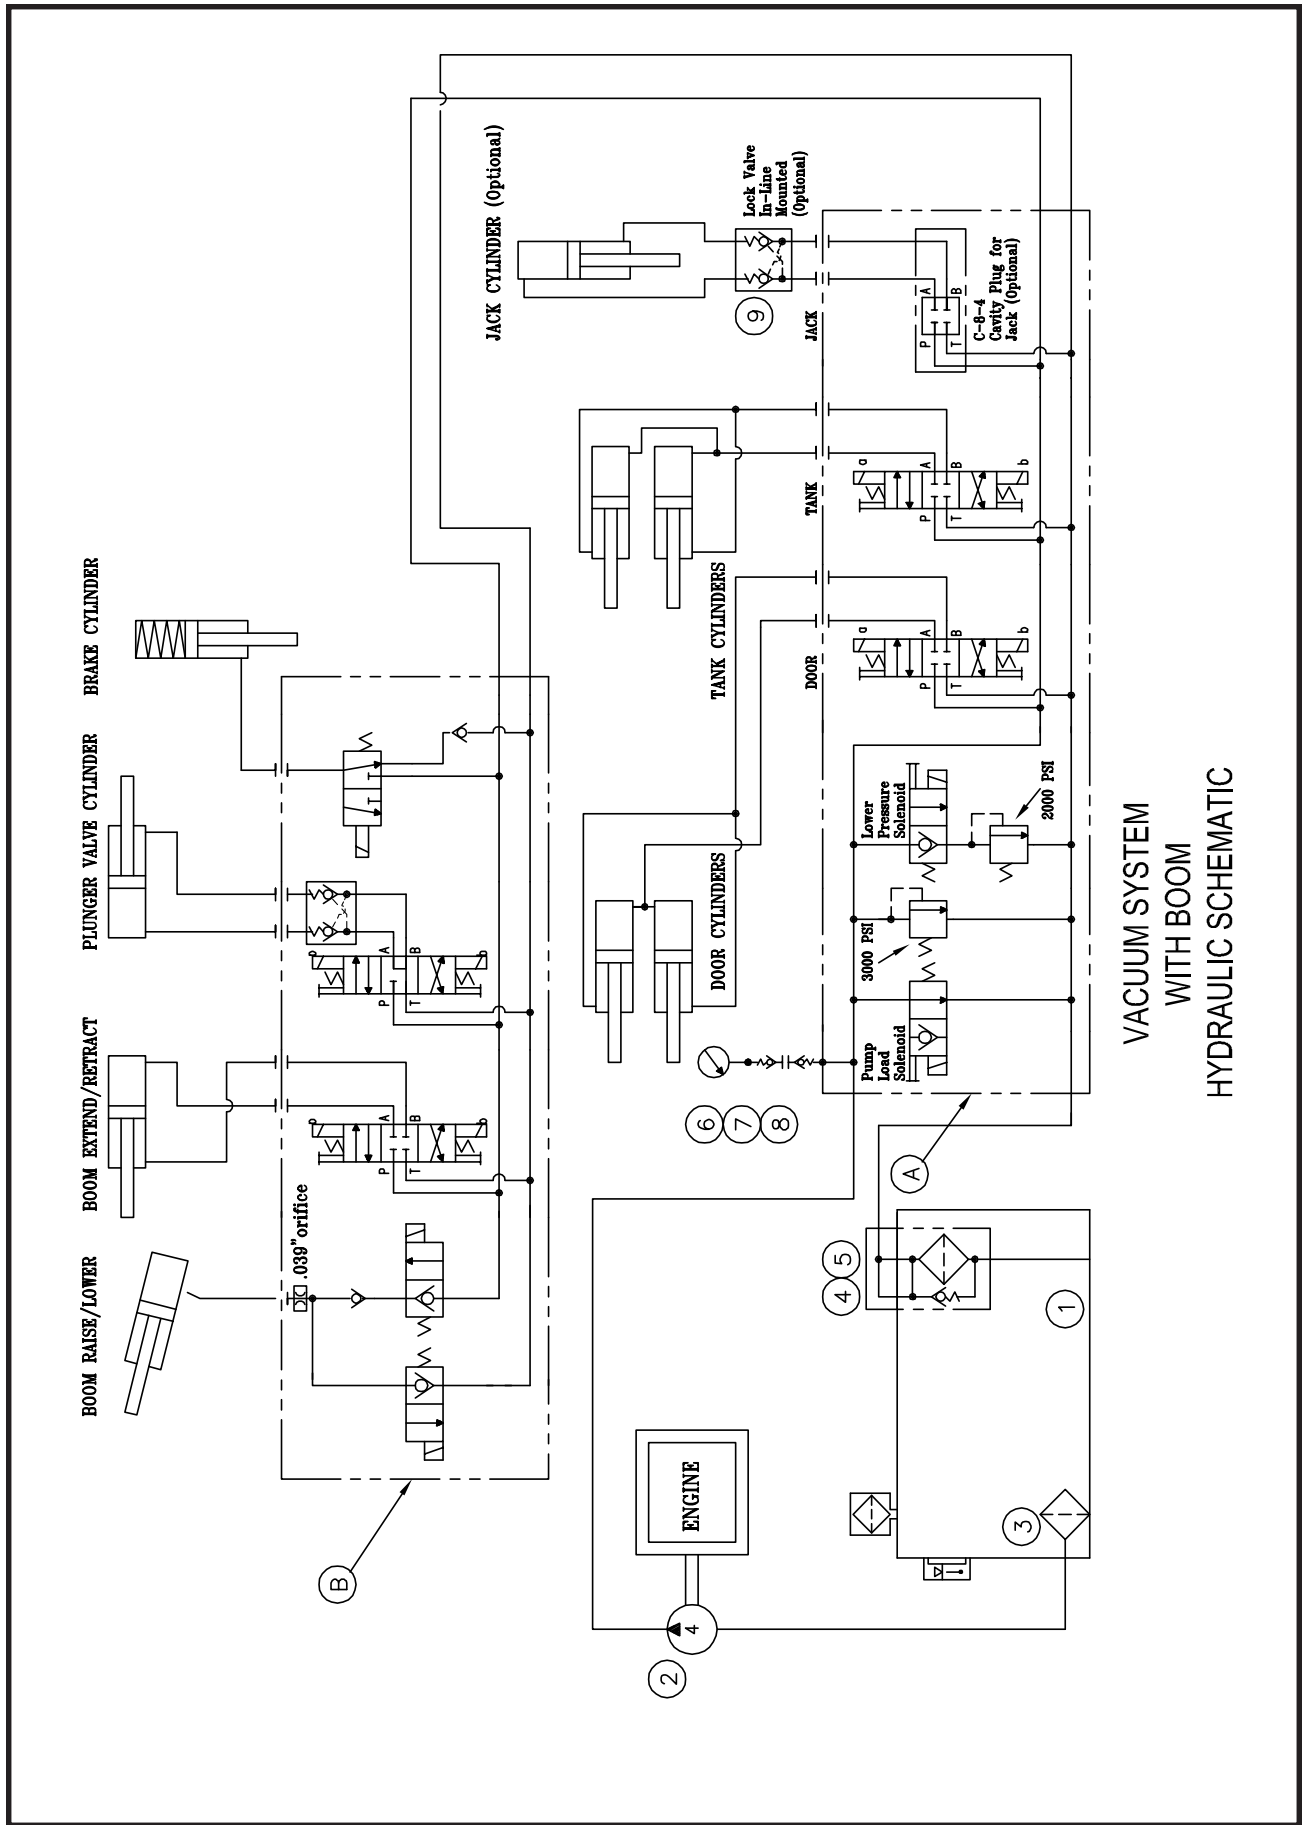 BOOM RAISE/LOWER
BOOM EXTEND/RETRACT
PLUNGER VALVE CYLINDER
BRAKE CYLINDER
.039" orifice
A
B
P
T
a
b
A
B
P
T
a
b
B
JACK CYLINDER (Optional)
Lock Valve
In-Line
Mounted
(Optional)
9
ENGINE
4
2
DOOR CYLINDERS
TANK CYLINDERS
6
7
8
DOOR
TANK
JACK
Pump
Load
Solenoid
3000 PSI
Lower
Pressure
Solenoid
2000 PSI
a
A
B
P
T
b
a
A
B
P
T
b
A
B
P
T
C-8-4
Cavity Plug for
Jack (Optional)
A
4
5
3
1
VACUUM SYSTEM
WITH BOOM
HYDRAULIC SCHEMATIC